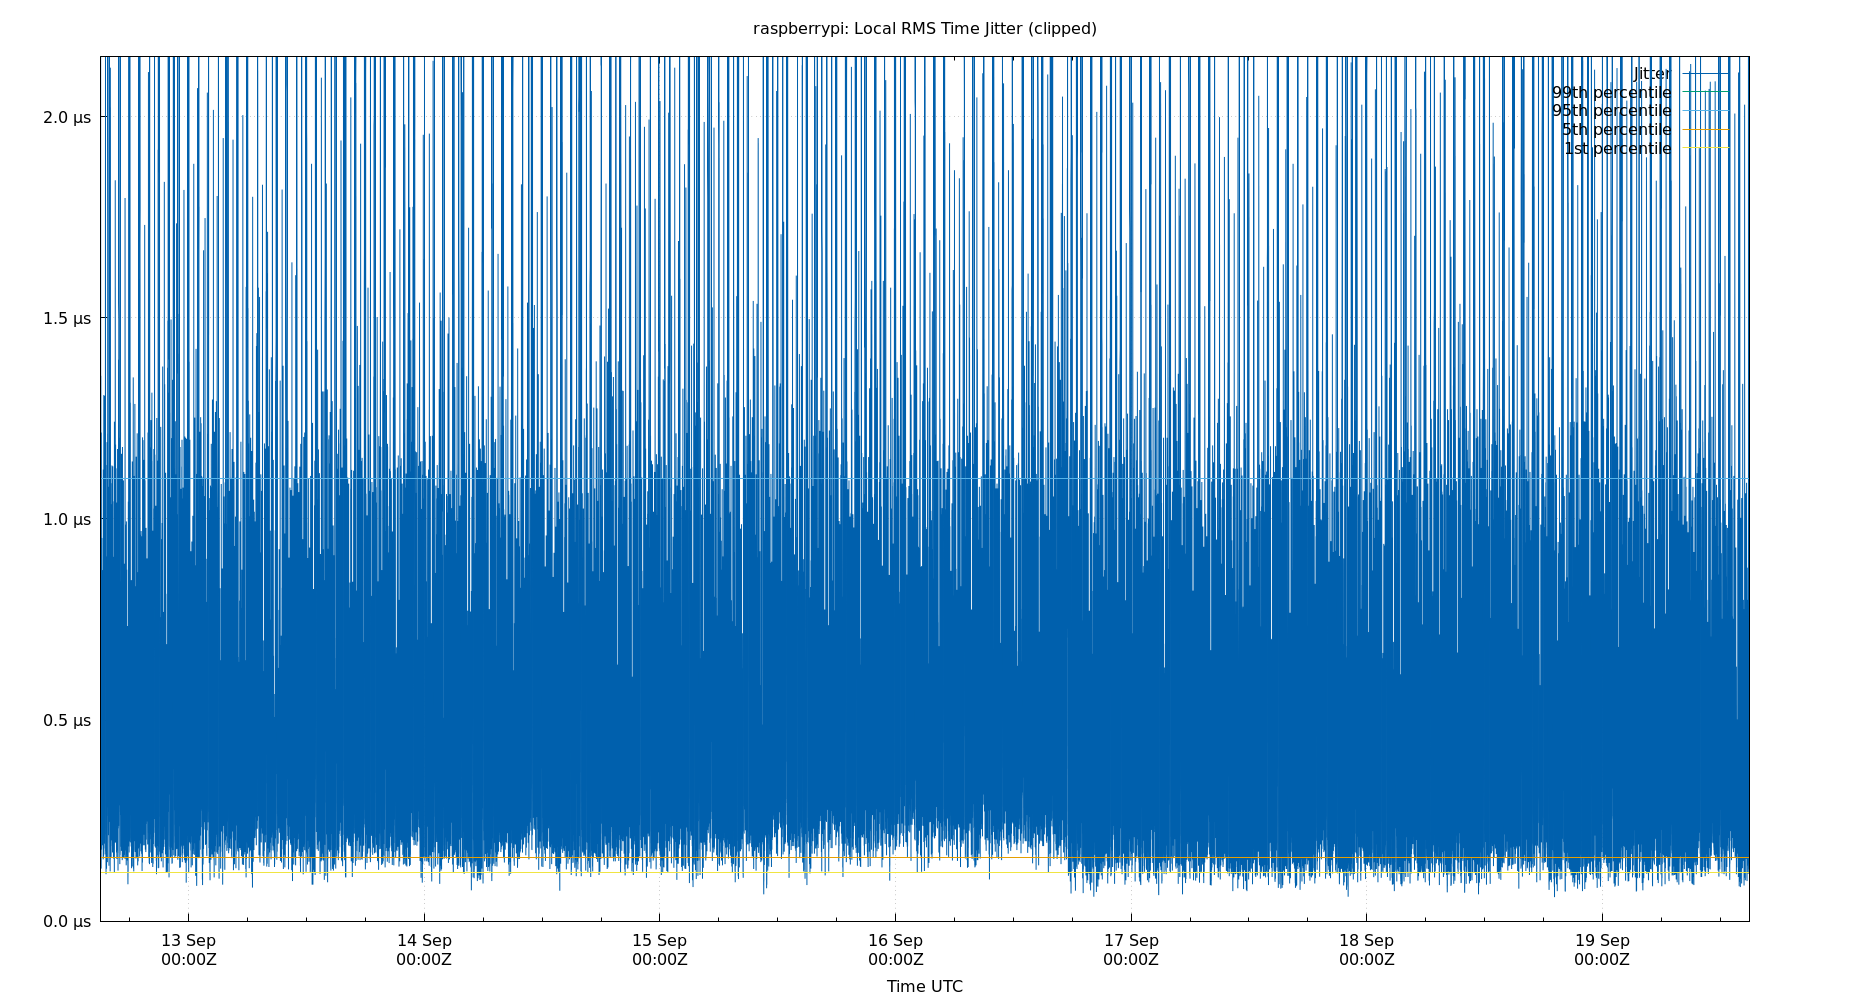 raspberrypi: Local RMS Time Jitter (clipped)
Jitter
99th percentile
95th percentile
5th percentile
1st percentile
2.0 µs
1.5 µs
1.0 µs
0.5 µs
0.0 µs
13 Sep 14 Sep 15 Sep 16 Sep 17 Sep 18 Sep 19 Sep
00:00Z 00:00Z 00:00Z 00:00Z 00:00Z 00:00Z 00:00Z
Time UTC